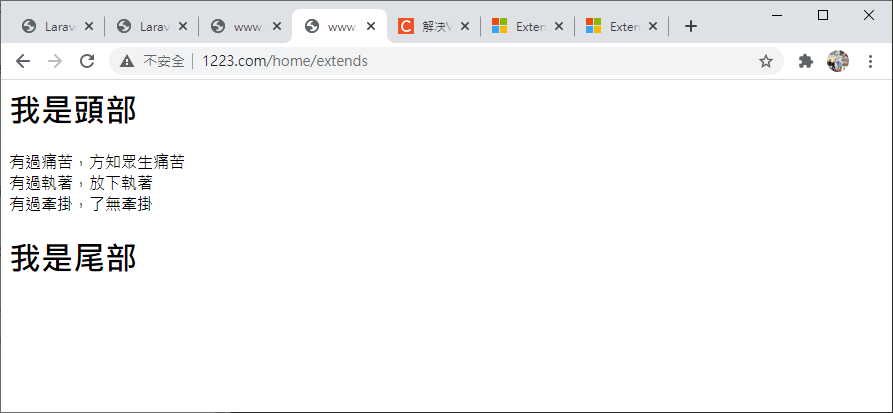 Larav
Larav
www.
www.
解決V
Exten
Exten
不安全
1223.com/home/extends
我是頭部
有過痛苦，方知眾生痛苦
有過執著，放下執著
有過牽掛，了無牽掛
我是尾部